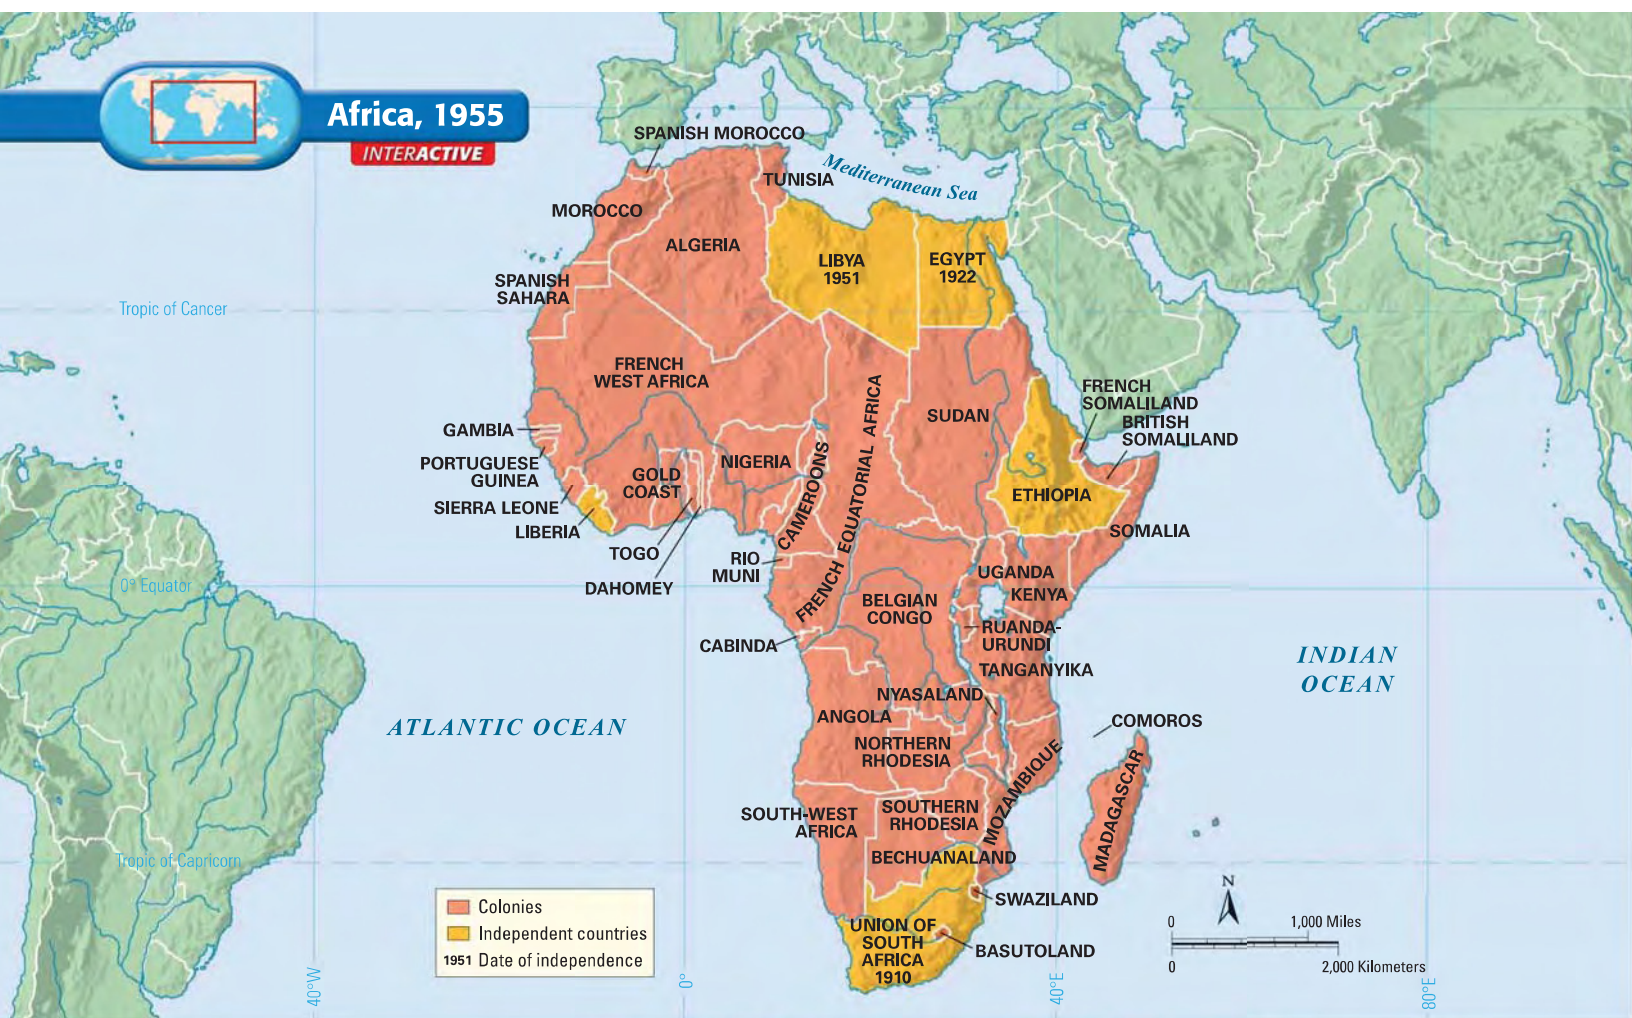 Africa, 1955
INTERACTIVE
SPANISH MOROCCO
Mediterranean Sea
TUNISIA
MOROCCO
ALGERIA
LIBYA
1951
EGYPT
1922
SPANISH
SAHARA
Tropic of Cancer
FRENCH
WEST AFRICA
FRENCH
SOMALILAND
BRITISH
SOMALILAND
SUDAN
GAMBIA
PORTUGUESE
GUINEA
GOLD
COAST
NIGERIA
CAMEROONS
FRENCH EQUATORIAL AFRICA
ETHIOPIA
SIERRA LEONE
LIBERIA
SOMALIA
TOGO
RIO
MUNI
DAHOMEY
0° Equator
UGANDA
KENYA
BELGIAN
CONGO
RUANDA-
URUNDI
CABINDA
TANGANYIKA
INDIAN
OCEAN
NYASALAND
ATLANTIC OCEAN
ANGOLA
COMOROS
NORTHERN
RHODESIA
MOZAMBIQUE
MADAGASCAR
SOUTH-WEST
AFRICA
SOUTHERN
RHODESIA
BECHUANALAND
Tropic of Capricorn
SWAZILAND
UNION OF
SOUTH
AFRICA
1910
BASUTOLAND
Colonies
Independent countries
1951 Date of independence
N
0 1,000 Miles
0 2,000 Kilometers
40°W
0°
40°E
80°E